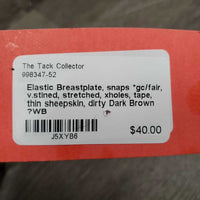 The Tack Collector
998347-52
Elastic Breastplate, snaps *gc/fair,
v.stined, stretched, xholes, tape,
thin sheepskin, dirty Dark Brown
?WB
$40.00
J5XYB6